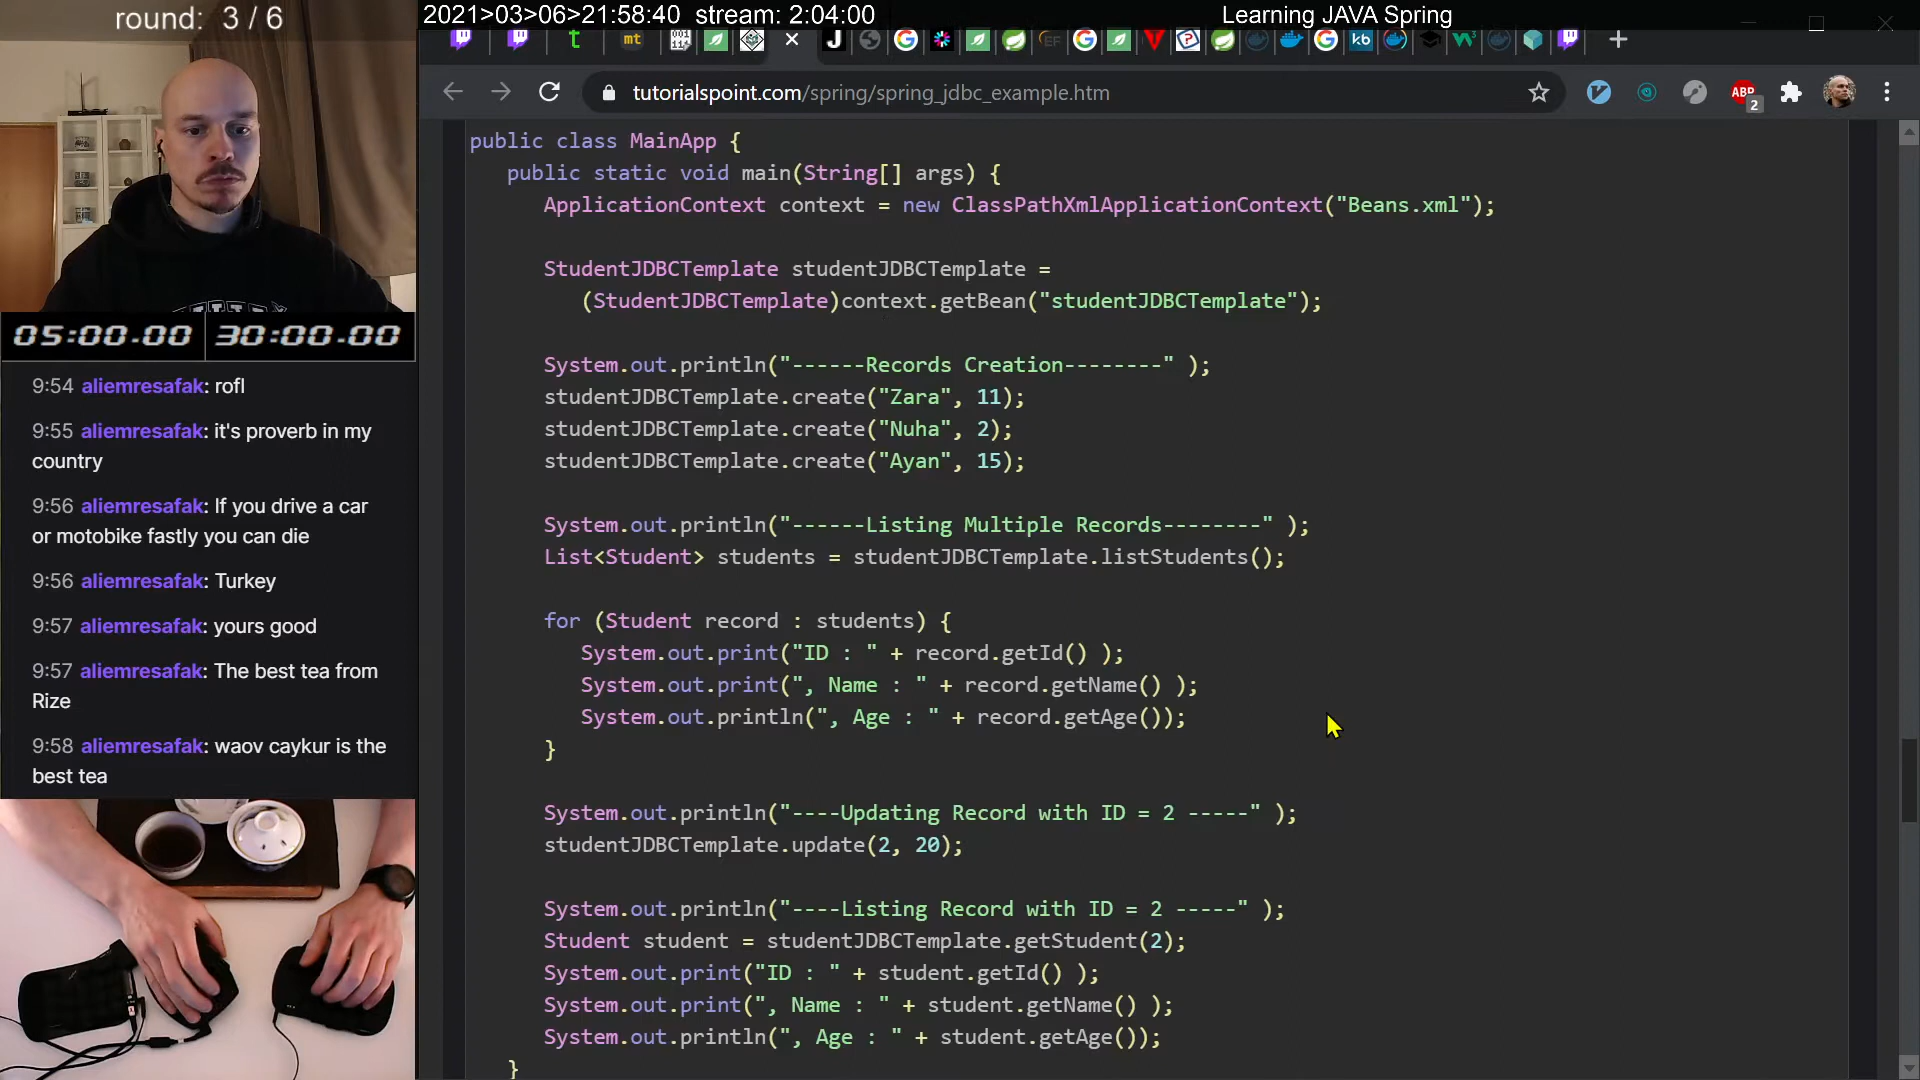 round: 3 / 6
2021>03>06>21:58:40 stream: 2:04:00
Learning JAVA Spring
tutorialspoint.com/spring/spring_jdbc_example.htm
ABP
2
05:00.00 30:00.00
9:54 aliemresafak: rofl
9:55 aliemresafak: it's proverb in my
country
9:56 aliemresafak: If you drive a car
or motobike fastly you can die
9:56 aliemresafak: Turkey
9:57 aliemresafak: yours good
9:57 aliemresafak: The best tea from
Rize
9:58 aliemresafak: waov caykur is the
best tea
public class MainApp {
public static void main(String[] args) {
ApplicationContext context = new ClassPathXmlApplicationContext("Beans.xml");
StudentJDBCTemplate studentJDBCTemplate =
(StudentJDBCTemplate)context.getBean("studentJDBCTemplate");
System.out.println("------Records Creation--------" );
studentJDBCTemplate.create("Zara", 11);
studentJDBCTemplate.create("Nuha", 2);
studentJDBCTemplate.create("Ayan", 15);
System.out.println("------Listing Multiple Records--------" );
List<Student> students = studentJDBCTemplate.listStudents();
for (Student record : students) {
System.out.print("ID : " + record.getId() );
System.out.print(", Name : " + record.getName() );
System.out.println(", Age : " + record.getAge());
}
System.out.println("----Updating Record with ID = 2 -----" );
studentJDBCTemplate.update(2, 20);
System.out.println("----Listing Record with ID = 2 -----" );
Student student = studentJDBCTemplate.getStudent(2);
System.out.print("ID : " + student.getId() );
System.out.print(", Name : " + student.getName() );
System.out.println(", Age : " + student.getAge());
}